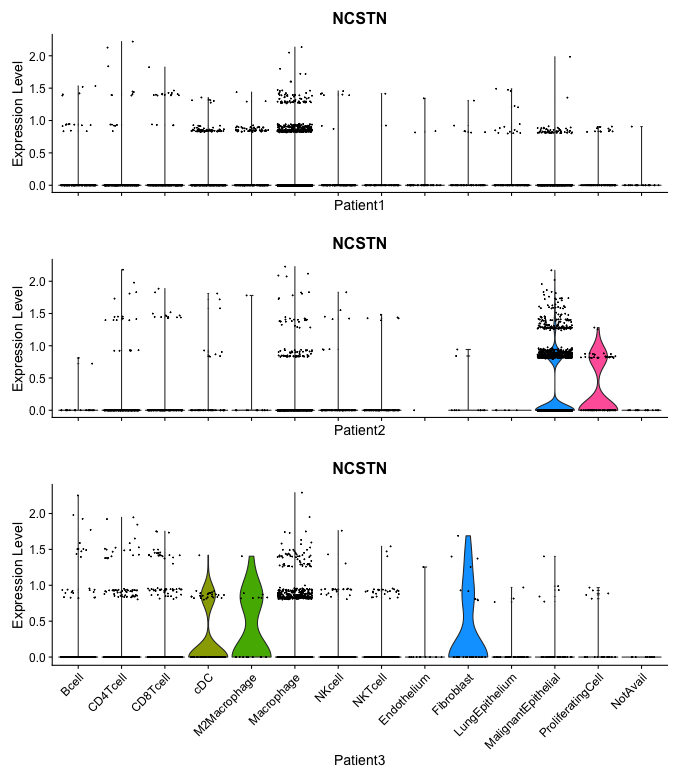 NCSTN
Expression Level
2.0
1.5
1.0
0.5
0.0
Patient1
NCSTN
Expression Level
2.0
1.5
1.0
0.5
0.0
Patient2
NCSTN
Expression Level
2.0
1.5
1.0
0.5
0.0
Bcell
CD4Tcell
CD8Tcell
cDC
M2Macrophage
Macrophage
NKcell
NKTcell
Endothelium
Fibroblast
LungEpithelium
MalignantEpithelial
ProliferatingCell
NotAvail
Patient3